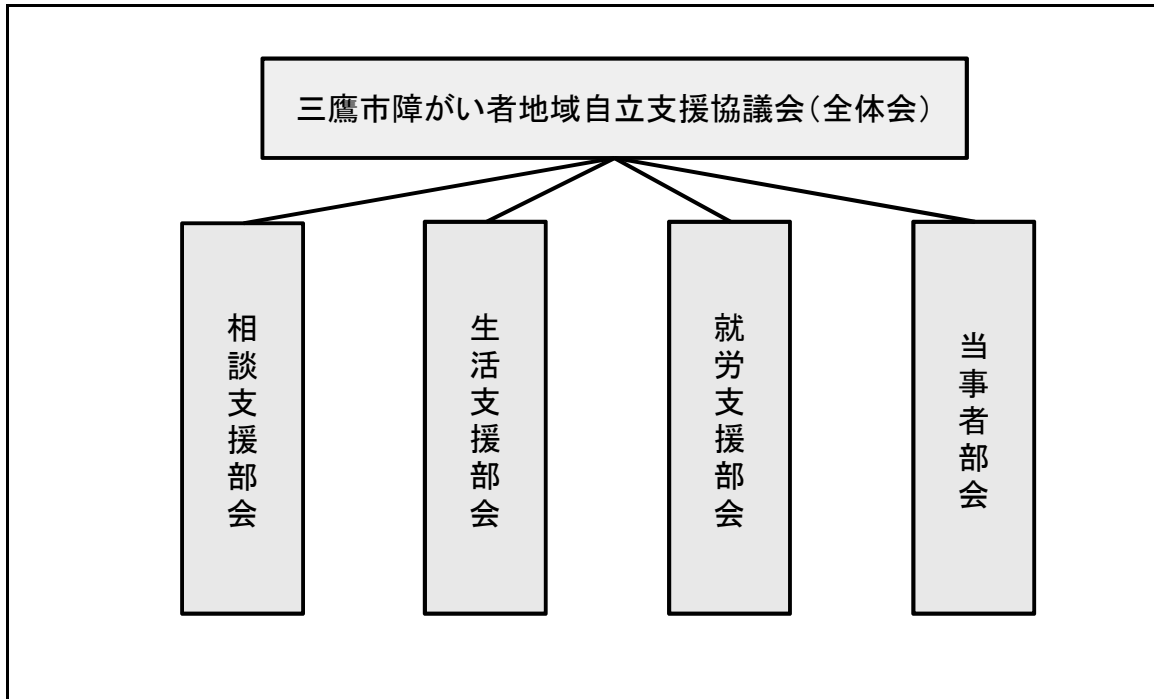 三鷹市障がい者地域自立支援協議会（全体会）
相談支援部会
生活支援部会
就労支援部会
当事者部会